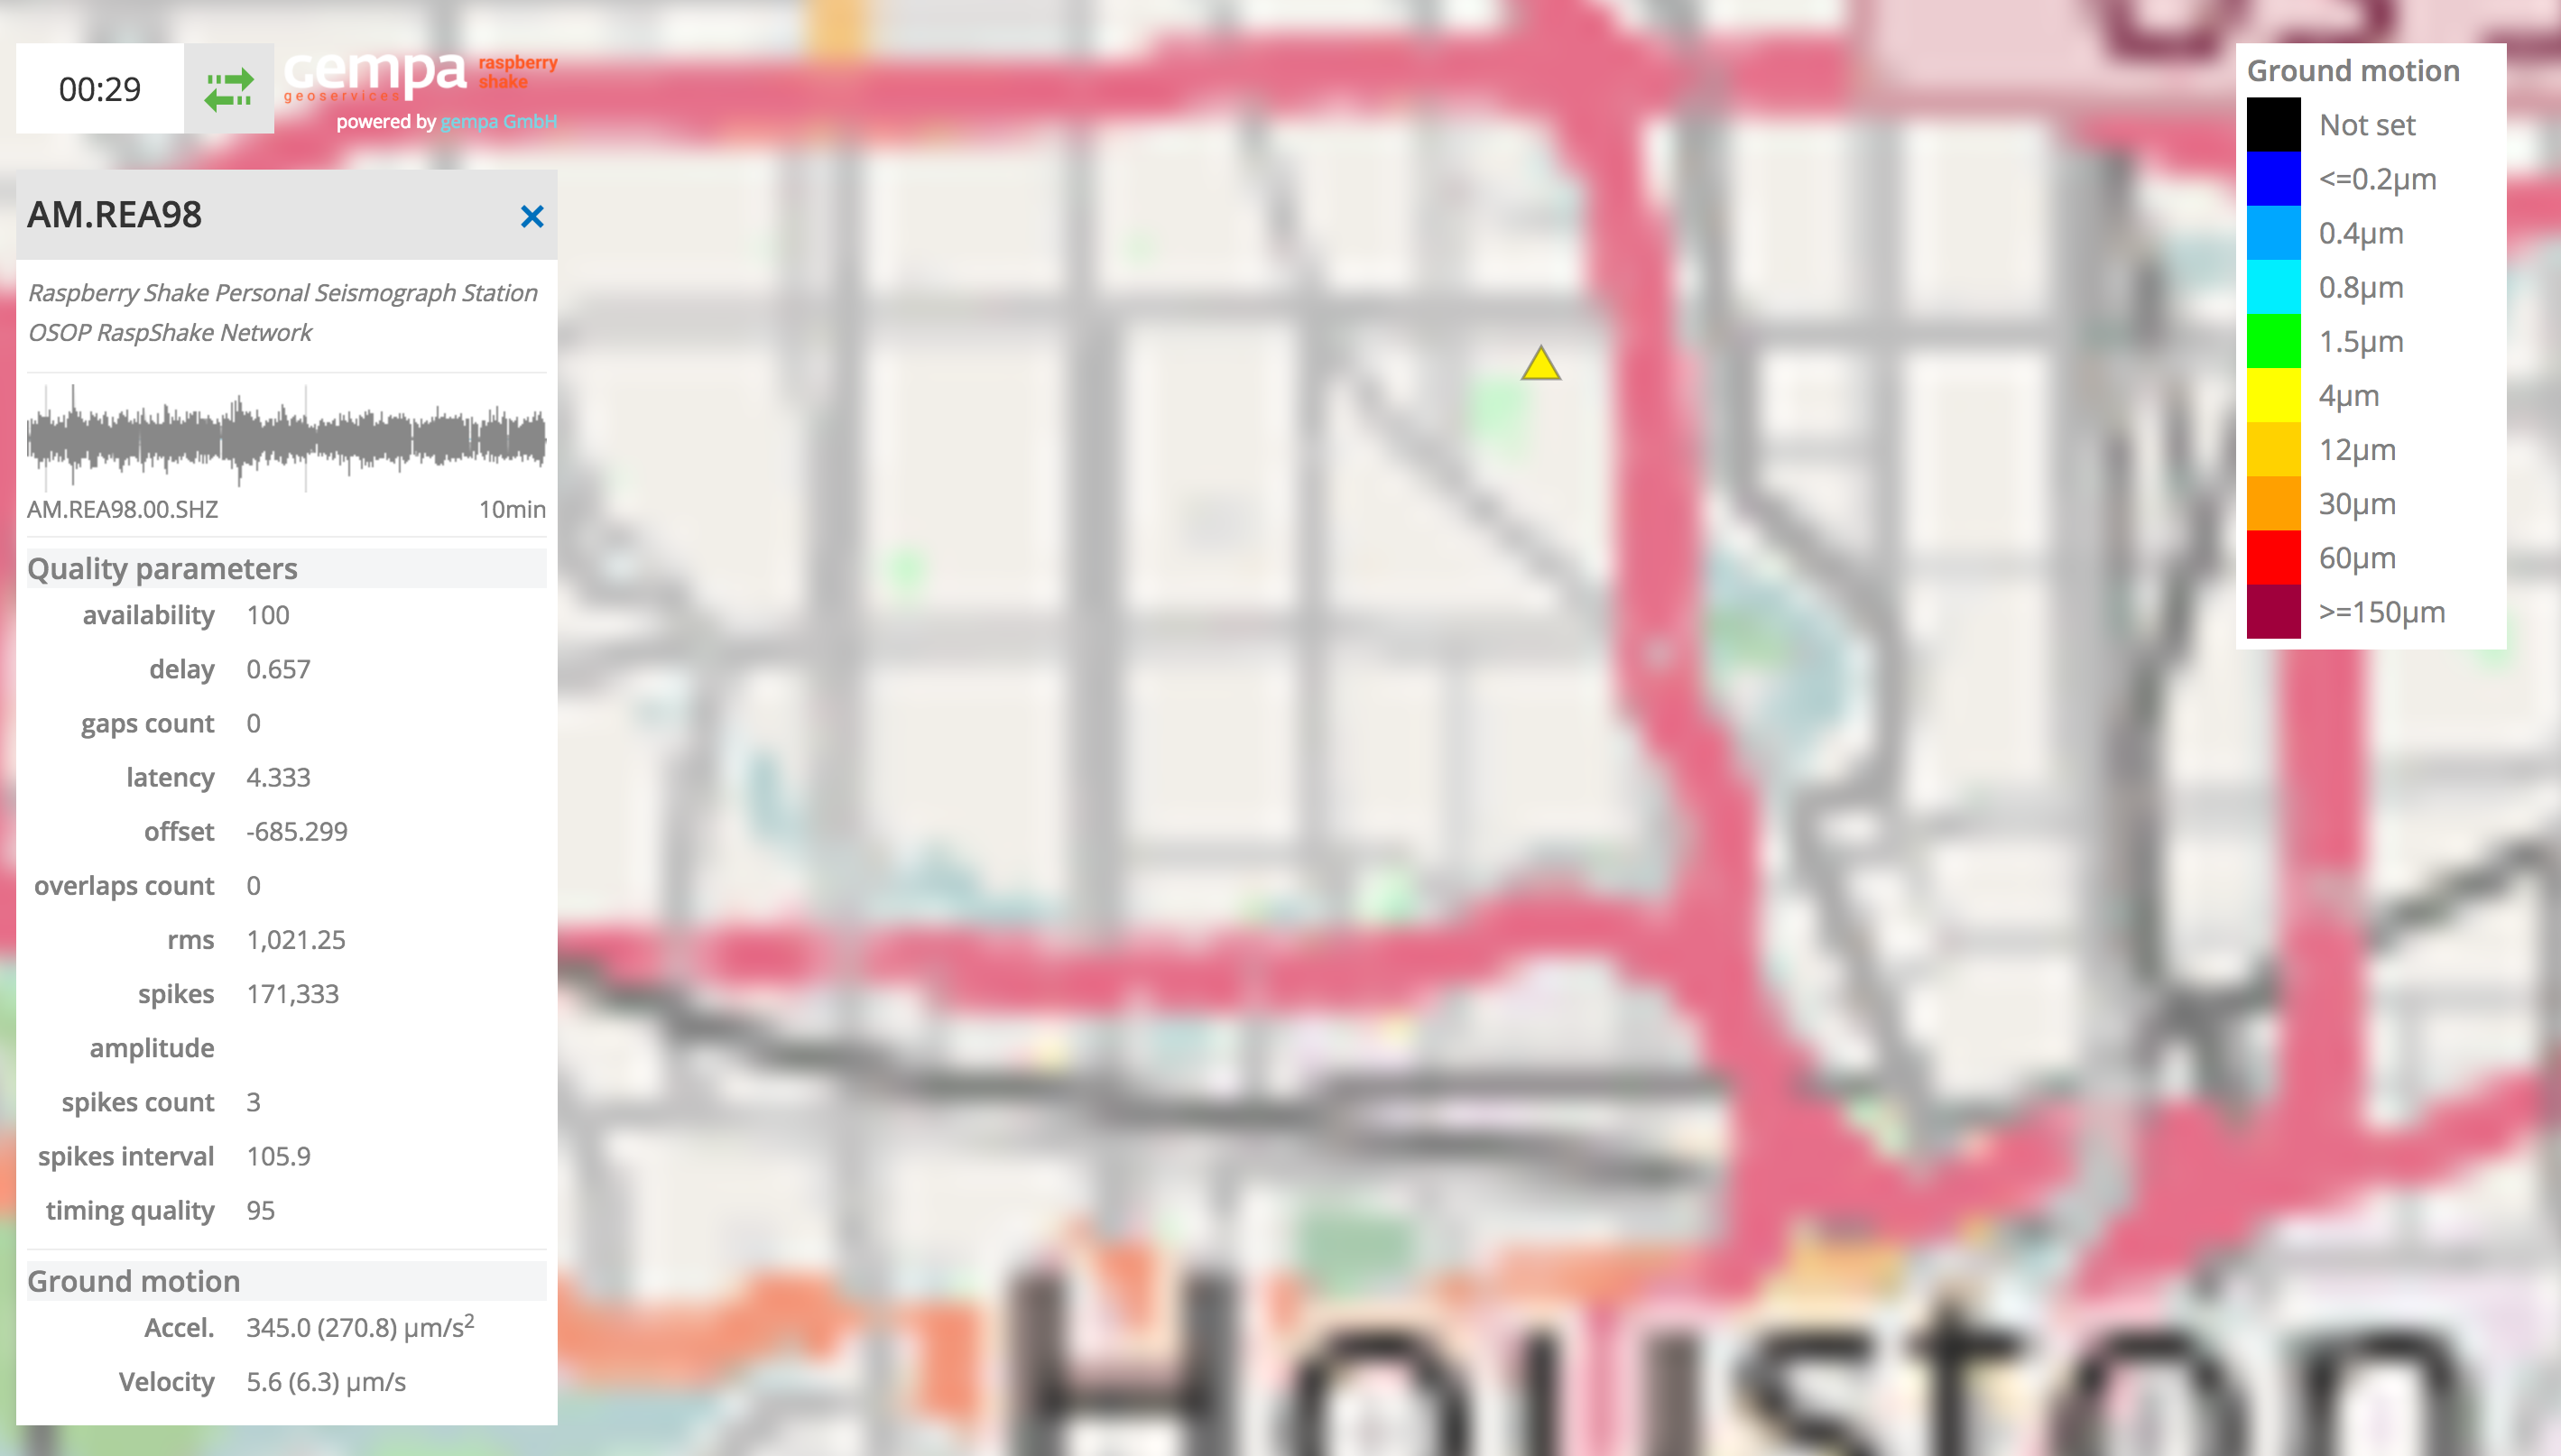 00:29
gempa
geoservices
raspberry
shake
powered by gempa GmbH
AM.REA98
Raspberry Shake Personal Seismograph Station
OSOP RaspShake Network
AM.REA98.00.SHZ 10min
Quality parameters
availability 100
delay 0.657
gaps count 0
latency 4.333
offset -685.299
overlaps count 0
rms 1,021.25
spikes 171,333
amplitude
spikes count 3
spikes interval 105.9
timing quality 95
Ground motion
Accel. 345.0 (270.8) µm/s²
Velocity 5.6 (6.3) µm/s
Ground motion
Not set
<=0.2µm
0.4µm
0.8µm
1.5µm
4µm
12µm
30µm
60µm
>=150µm
Houston